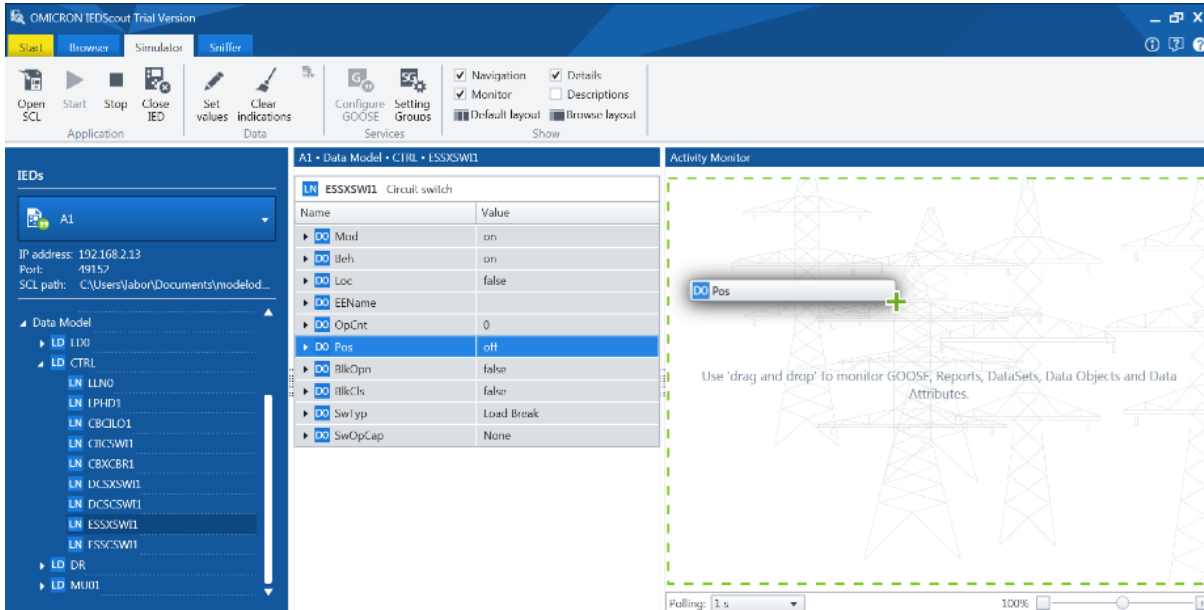 OMICRON IEDScout Trial Version
Start Browser Simulator Sniffer
Open SCL Start Stop Close IED Set values Clear indications Configure GOOSE Setting Groups
Navigation Details
Monitor Descriptions
Default layout Browse layout
Application Data Services Show
IEDs
A1
IP address: 192.168.2.13
Port: 49152
SCL path: C:\Users\labor\Documents\modelod...
Data Model
LD LD0
LD CTRL
LN LLN0
LN LPHD1
LN CBCILO1
LN CBCSWI1
LN CBXCBR1
LN DCSXSWI1
LN DCSCSWI1
LN ESSXSWI1
LN ESSCSWI1
LD DR
LD MU01
A1 • Data Model • CTRL • ESSXSWI1
LN ESSXSWI1 Circuit switch
Name Value
DO Mod on
DO Beh on
DO Loc false
DO EEName
DO OpCnt 0
DO Pos off
DO BlkOpn false
DO BlkCls false
DO SwTyp Load Break
DO SwOpCap None
Activity Monitor
DO Pos
Use 'drag and drop' to monitor GOOSE, Reports, DataSets, Data Objects and Data
Attributes.
Polling: 1 s 100%